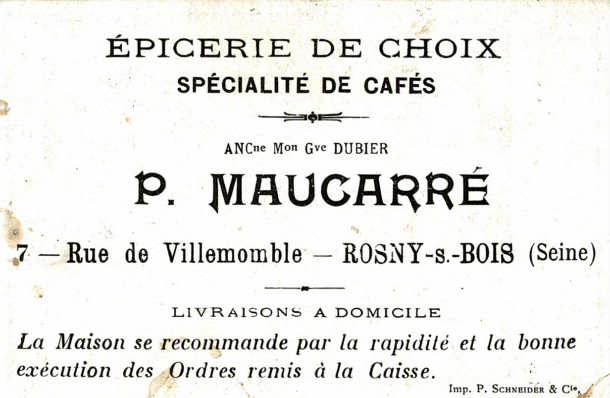 ÉPICERIE DE CHOIX
SPÉCIALITÉ DE CAFÉS
ANCne Mon Gve DUBIER
P. MAUCARRÉ
7 — Rue de Villemomble — ROSNY-s.-BOIS (Seine)
LIVRAISONS A DOMICILE
La Maison se recommande par la rapidité et la bonne
exécution des Ordres remis à la Caisse.
Imp. P. SCHNEIDER & Cie.